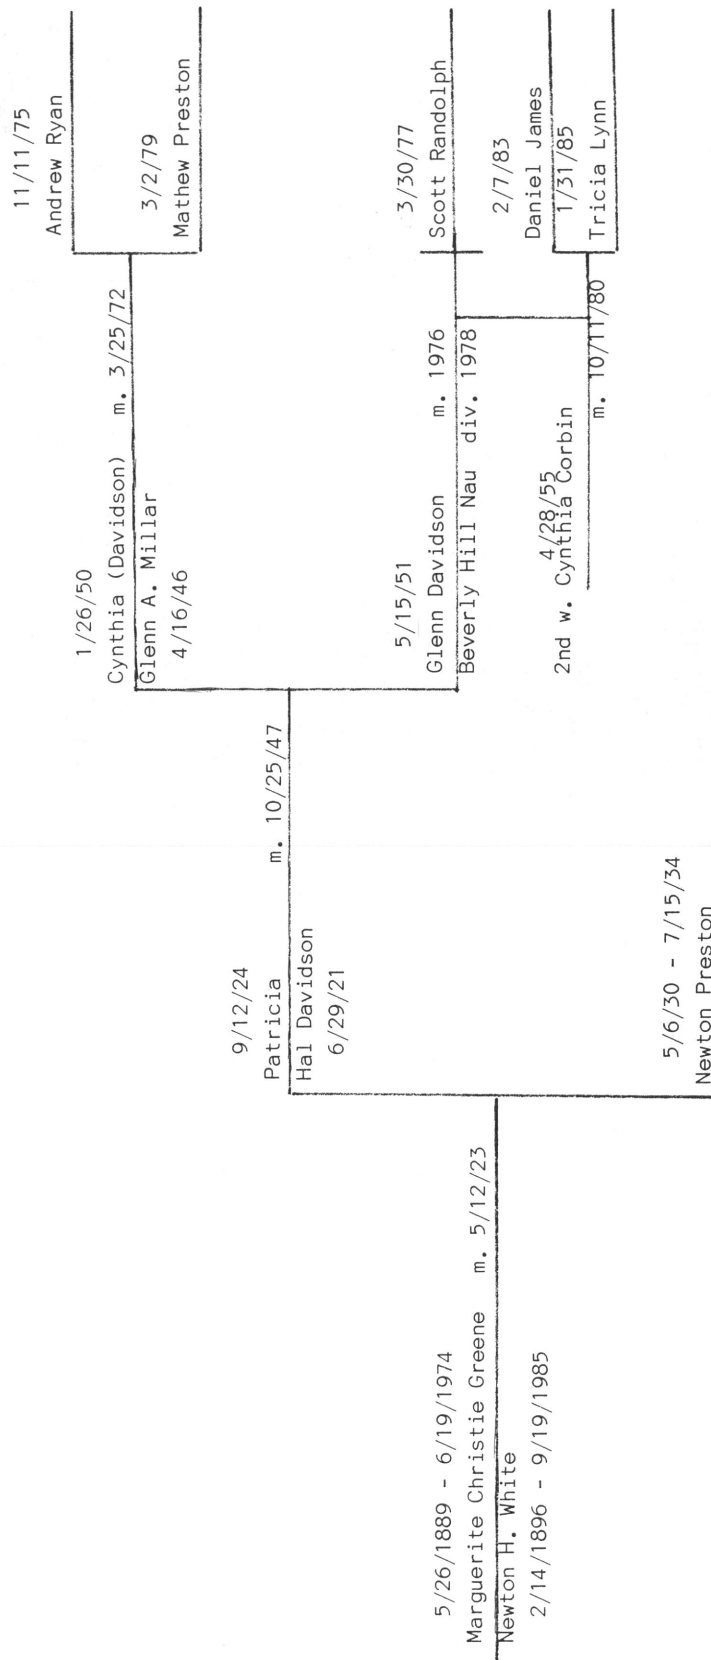 5/26/1889 - 6/19/1974
Marguerite Christie Greene m. 5/12/23
Newton H. White
2/14/1896 - 9/19/1985
9/12/24
Patricia m. 10/25/47
Hal Davidson
6/29/21
5/6/30 - 7/15/34
Newton Preston
1/26/50
Cynthia (Davidson) m. 3/25/72
Glenn A. Millar
4/16/46
5/15/51
Glenn Davidson m. 1976
Beverly Hill Nau div. 1978
4/28/55
2nd w. Cynthia Corbin
m. 10/11/80
11/11/75
Andrew Ryan
3/2/79
Mathew Preston
3/30/77
Scott Randolph
2/7/83
Daniel James
1/31/85
Tricia Lynn